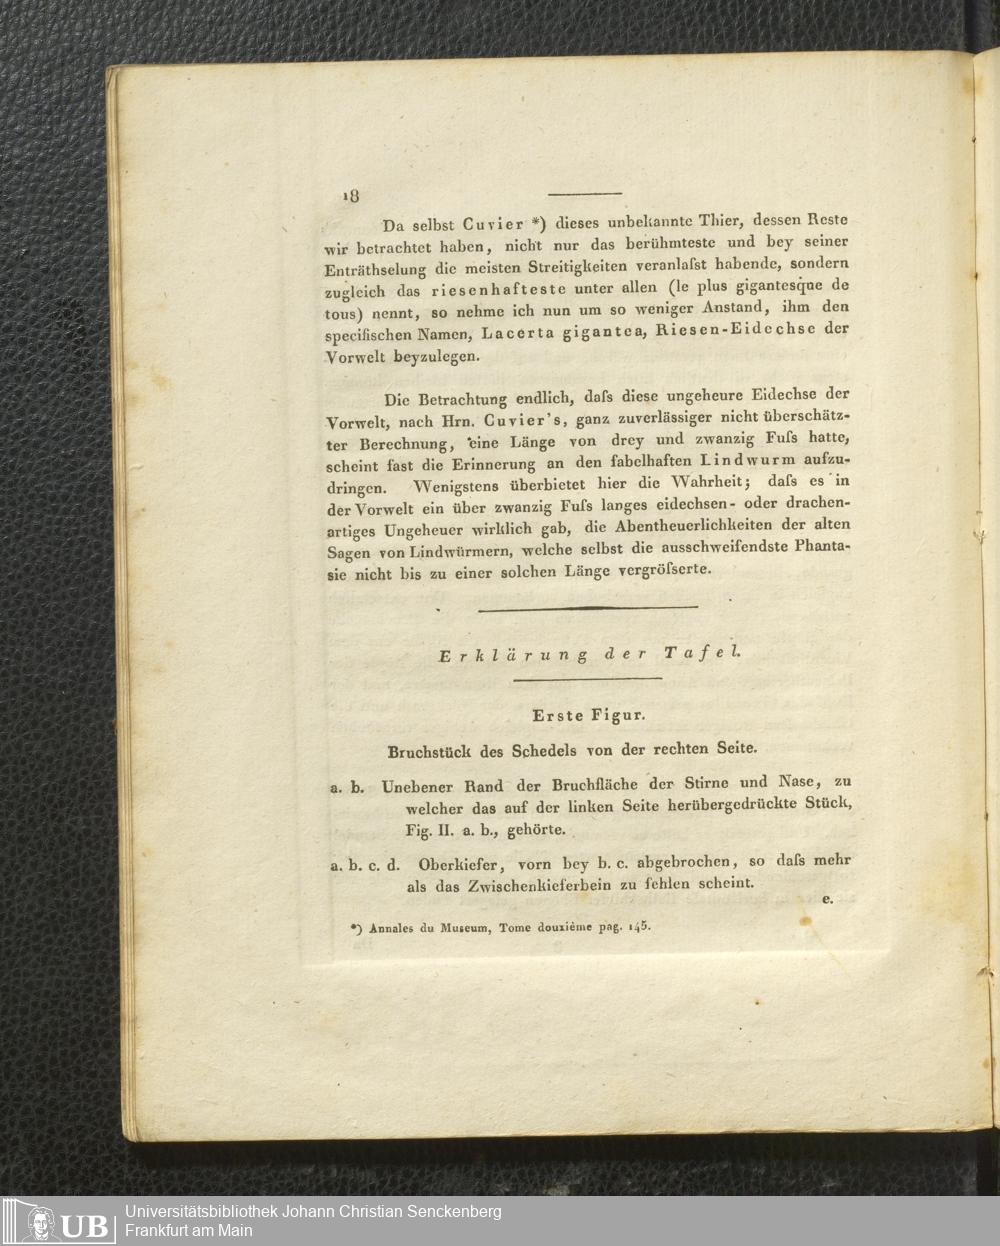 18
Da selbst Cuvier *) dieses unbekannte Thier, dessen Reste
wir betrachtet haben, nicht nur das berühmteste und bey seiner
Enträthselung die meisten Streitigkeiten veranlaſst habende, sondern
zugleich das riesenhafteste unter allen (le plus gigantesque de
tous) nennt, so nehme ich nun um so weniger Anstand, ihm den
specifischen Namen, Lacerta gigantea, Riesen-Eidechse der
Vorwelt beyzulegen.
Die Betrachtung endlich, daſs diese ungeheure Eidechse der
Vorwelt, nach Hrn. Cuvier's, ganz zuverlässiger nicht überschätz-
ter Berechnung, eine Länge von drey und zwanzig Fuſs hatte,
scheint fast die Erinnerung an den fabelhaften Lindwurm aufzu-
dringen. Wenigstens überbietet hier die Wahrheit; daſs es in
der Vorwelt ein über zwanzig Fuſs langes eidechsen- oder drachen-
artiges Ungeheuer wirklich gab, die Abentheuerlichkeiten der alten
Sagen von Lindwürmern, welche selbst die ausschweifendste Phanta-
sie nicht bis zu einer solchen Länge vergröſserte.
Erklärung der Tafel.
Erste Figur.
Bruchstück des Schedels von der rechten Seite.
a. b. Unebener Rand der Bruchfläche der Stirne und Nase, zu
welcher das auf der linken Seite herübergedrückte Stück,
Fig. II. a. b., gehörte.
a. b. c. d. Oberkiefer, vorn bey b. c. abgebrochen, so daſs mehr
als das Zwischenkieferbein zu fehlen scheint.
e.
*) Annales du Museum, Tome douzième pag. 145.
UB
Universitätsbibliothek Johann Christian Senckenberg
Frankfurt am Main